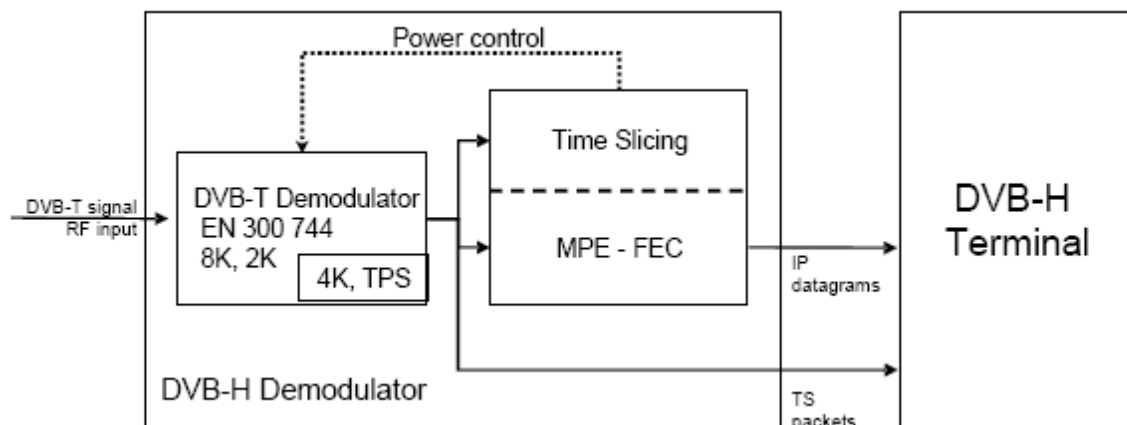 Power control
Time Slicing
DVB-T Demodulator
EN 300 744
8K, 2K
4K, TPS
MPE - FEC
DVB-T signal
RF input
DVB-H
Terminal
IP
datagrams
DVB-H Demodulator
TS
packets